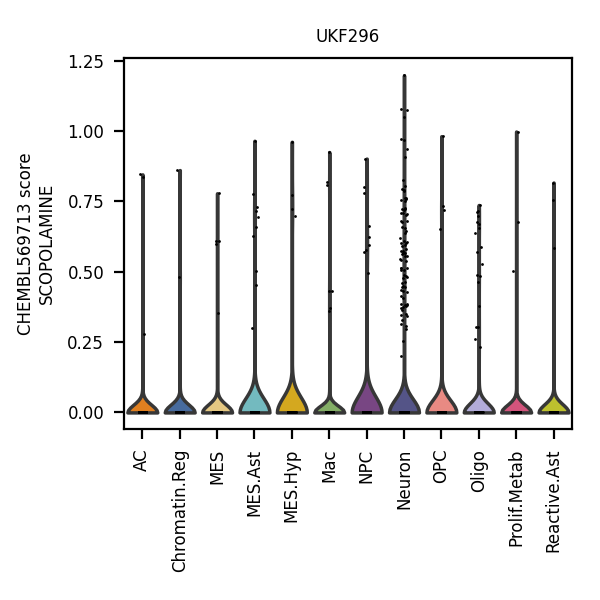 UKF296
CHEMBL569713 score
SCOPOLAMINE
1.25
1.00
0.75
0.50
0.25
0.00
AC
Chromatin.Reg
MES
MES.Ast
MES.Hyp
Mac
NPC
Neuron
OPC
Oligo
Prolif.Metab
Reactive.Ast